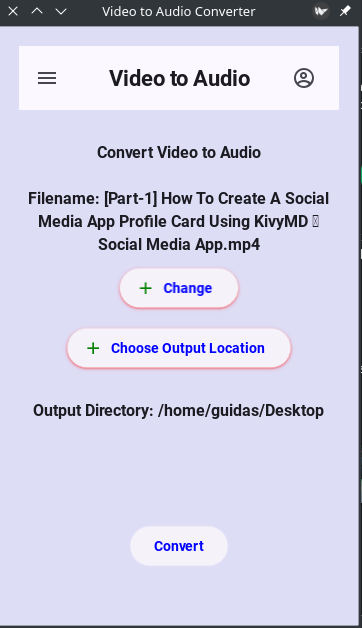 Video to Audio Converter
Video to Audio
Convert Video to Audio
Filename: [Part-1] How To Create A Social
Media App Profile Card Using KivyMD
Social Media App.mp4
Change
Choose Output Location
Output Directory: /home/guidas/Desktop
Convert